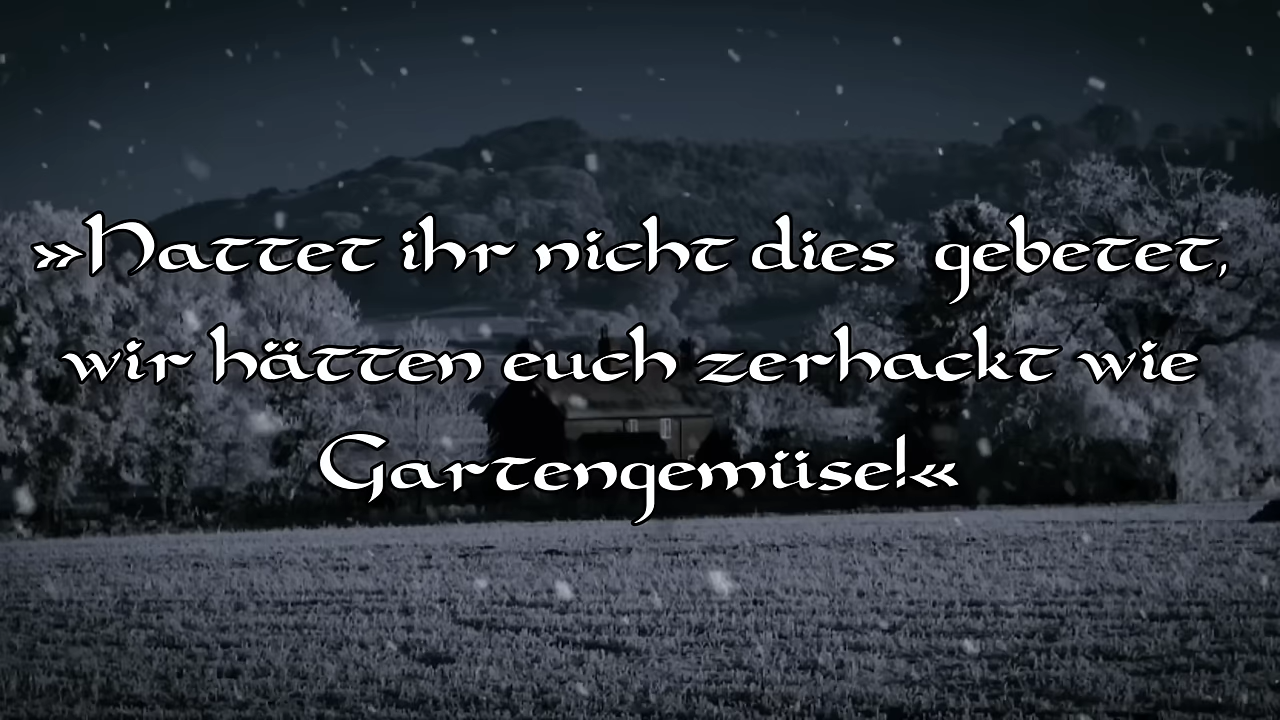 »Hattet ihr nicht dies gebetet,
wir hätten euch zerhackt wie
Gartengemüse!«